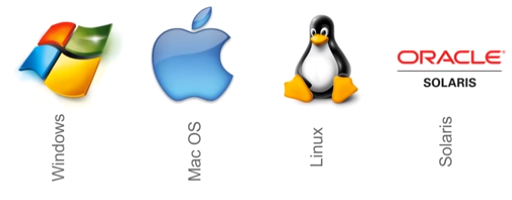 ORACLE®
SOLARIS
Windows
Mac OS
Linux
Solaris